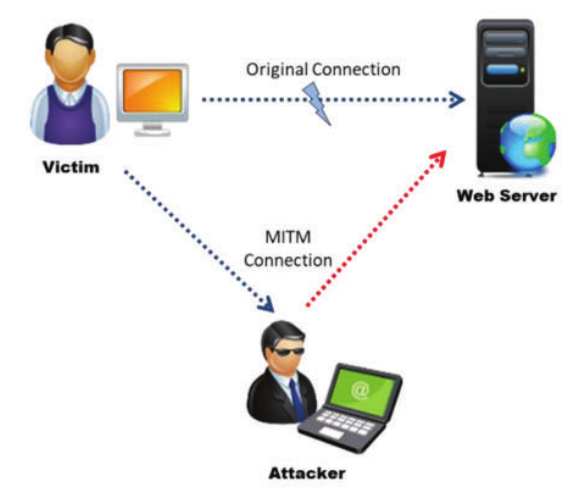 Original Connection
Victim
Web Server
MITM
Connection
@
Attacker